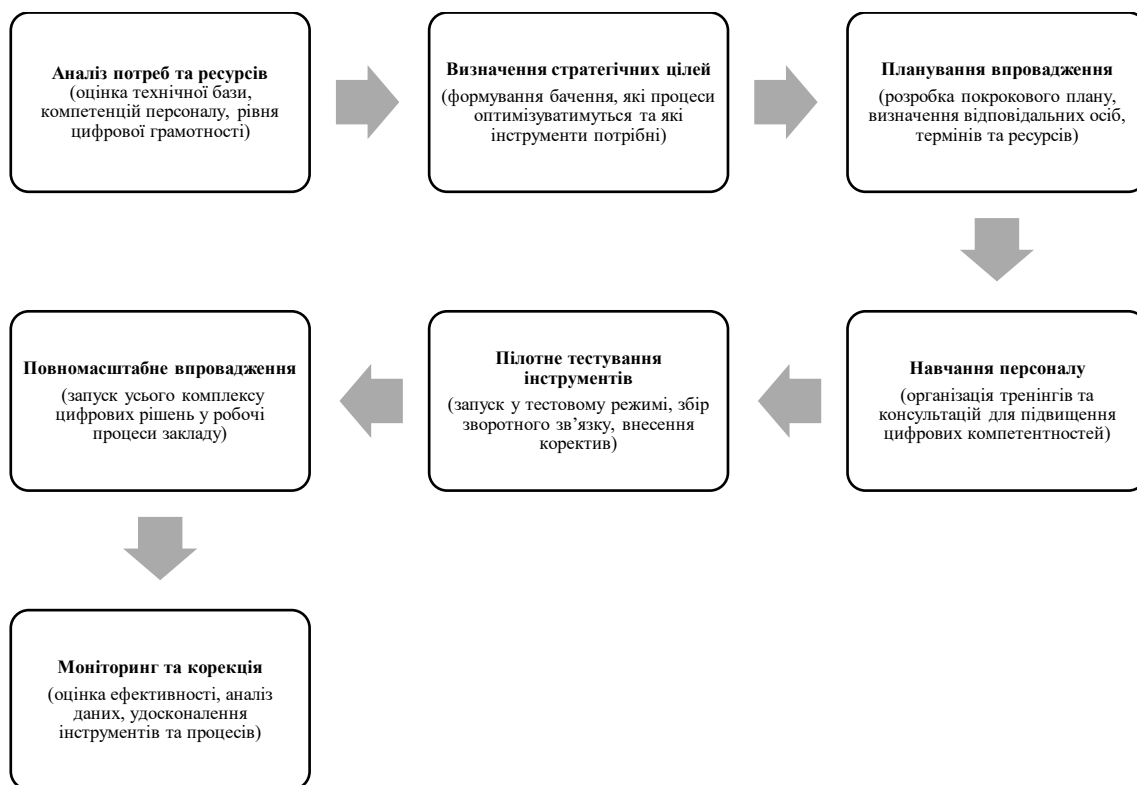 Аналіз потреб та ресурсів
(оцінка технічної бази,
компетенцій персоналу, рівня
цифрової грамотності)
Визначення стратегічних цілей
(формування бачення, які процеси
оптимізуватимуться та які
інструменти потрібні)
Планування впровадження
(розробка покрокового плану,
визначення відповідальних осіб,
термінів та ресурсів)
Навчання персоналу
(організація тренінгів та
консультацій для підвищення
цифрових компетентностей)
Пілотне тестування
інструментів
(запуск у тестовому режимі, збір
зворотного зв’язку, внесення
коректив)
Повномасштабне впровадження
(запуск усього комплексу
цифрових рішень у робочі
процеси закладу)
Моніторинг та корекція
(оцінка ефективності, аналіз
даних, удосконалення
інструментів та процесів)